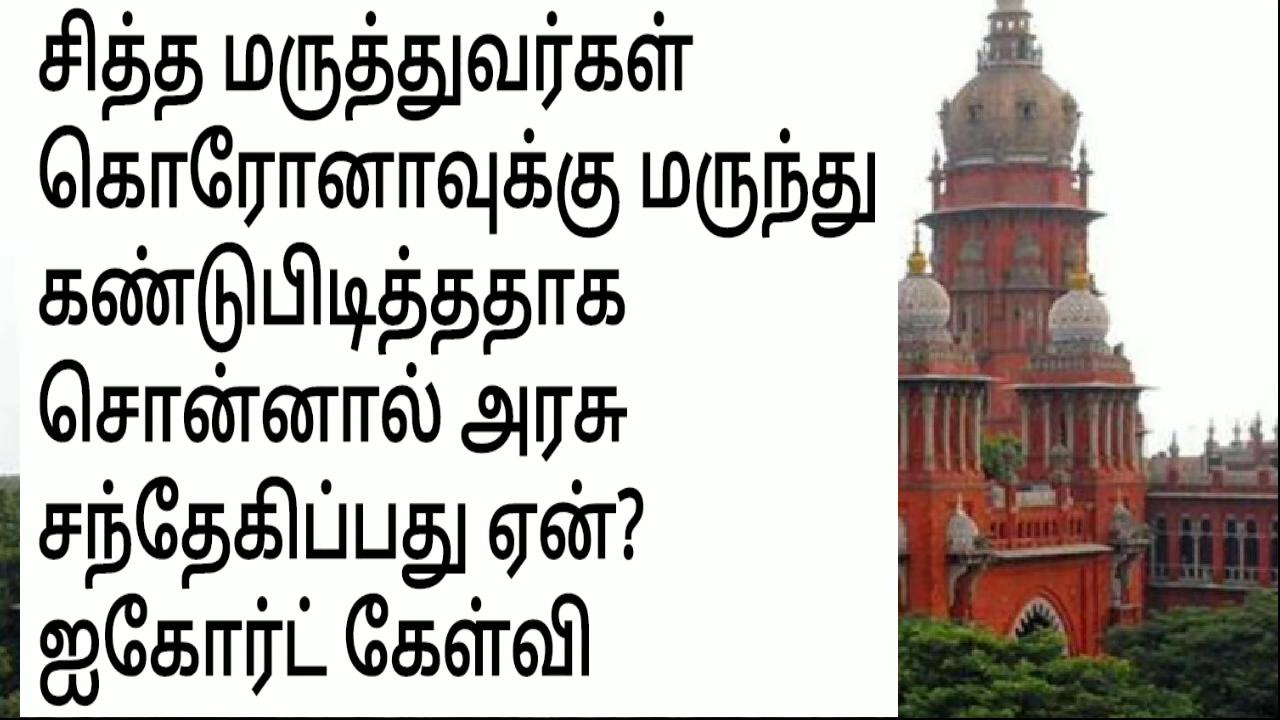 சித்த மருத்துவர்கள்
கொரோனாவுக்கு மருந்து
கண்டுபிடித்ததாக
சொன்னால் அரசு
சந்தேகிப்பது ஏன்?
ஐகோர்ட் கேள்வி